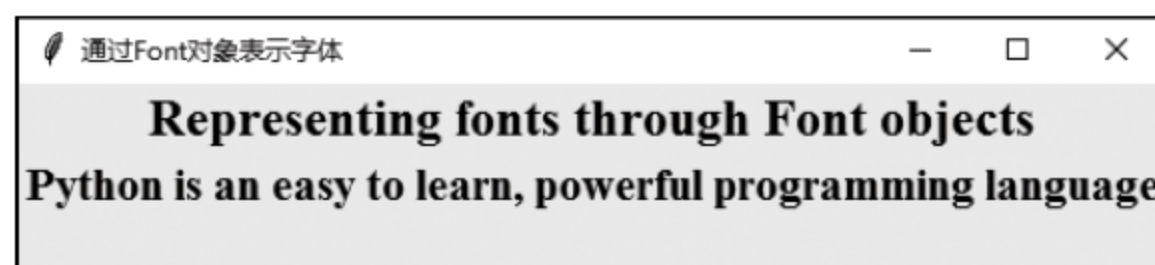 通过Font对象表示字体
Representing fonts through Font objects
Python is an easy to learn, powerful programming language